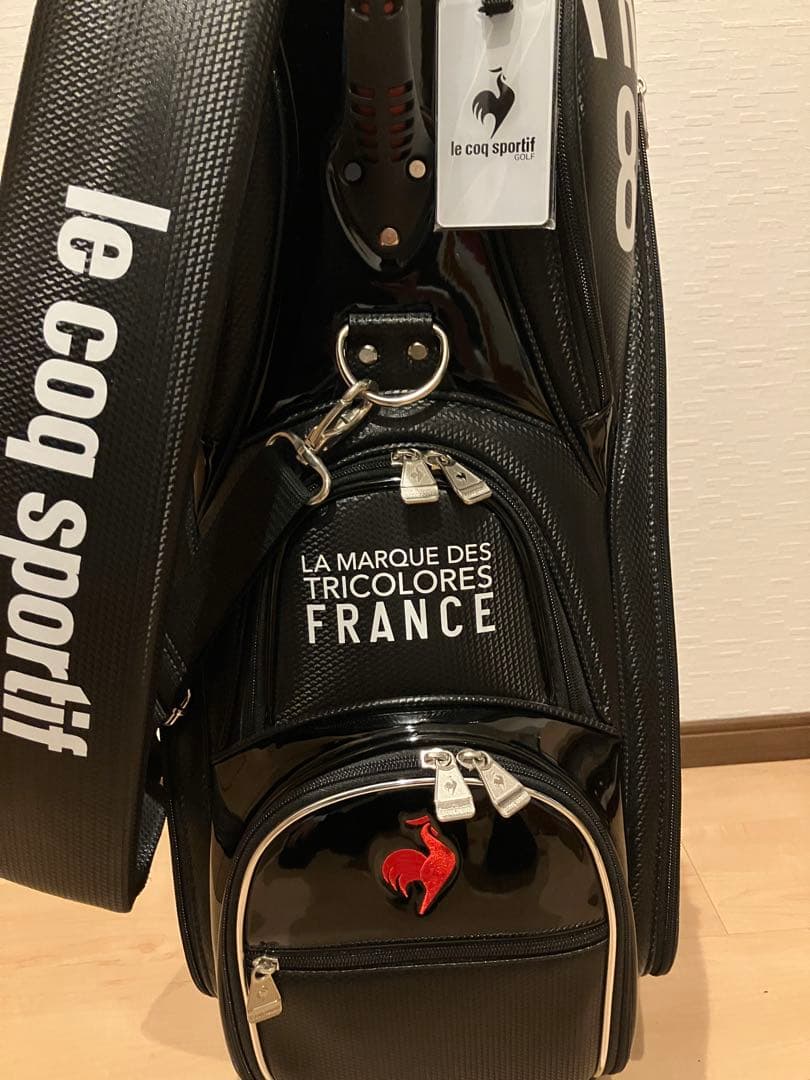 le coq sportif
le coq sportif
GOLF
LA MARQUE DES
TRICOLORES
FRANCE